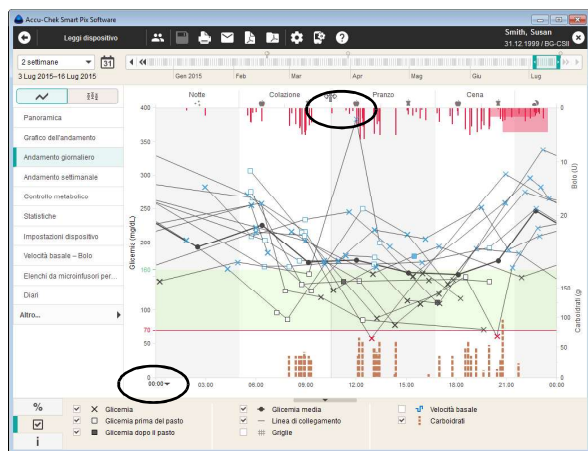 Accu-Chek Smart Pix Software
Leggi dispositivo
Smith, Susan
31.12.1999 / BG-CSII
2 settimane
31
3 Lug 2015–16 Lug 2015
Gen 2015 Feb Mar Apr Mag Giu Lug
Panoramica
Grafico dell'andamento
Andamento giornaliero
Andamento settimanale
Controllo metabolico
Statistiche
Impostazioni dispositivo
Velocità basale – Bolo
Elenchi da microinfusori per...
Diari
Altro...
Notte Colazione Pranzo Cena
Glicemia (mg/dL)
400
350
300
250
200
160
100
70
50
0
0
10
20
Bolo (U)
150
100
50
0
Carboidrati (g
00:00 03:00 06:00 09:00 12:00 15:00 18:00 21:00 00:00
%
i
Glicemia
Glicemia prima del pasto
Glicemia dopo il pasto
Glicemia media
Linea di collegamento
Griglie
Velocità basale
Carboidrati